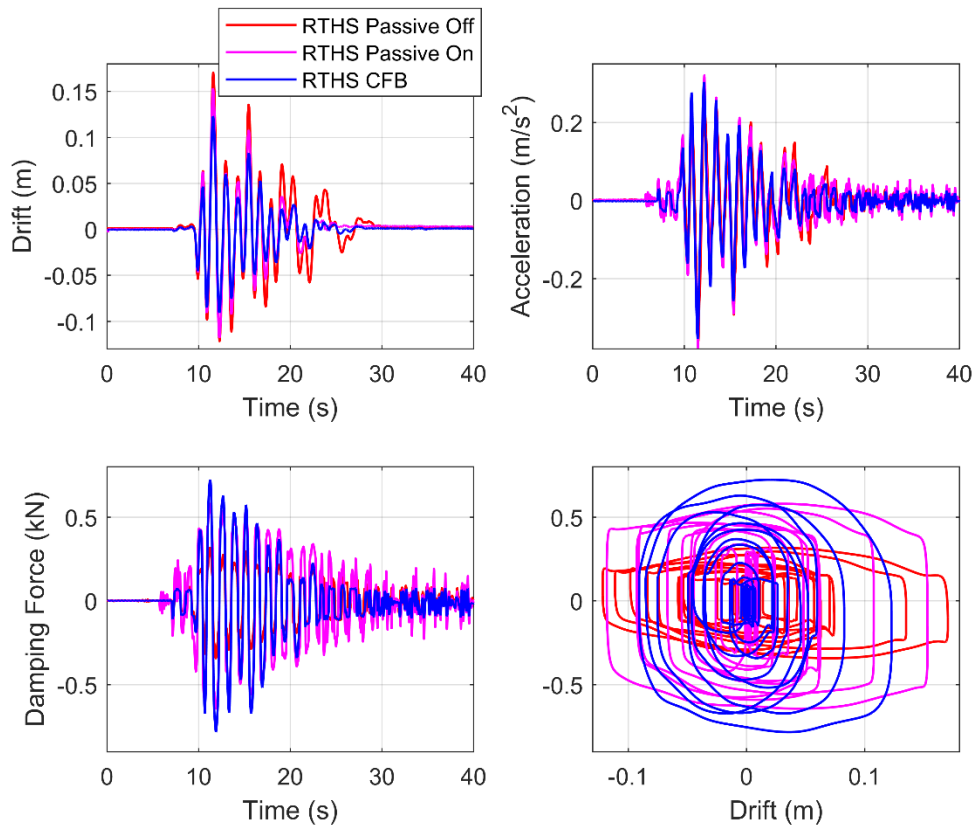 RTHS Passive Off
RTHS Passive On
RTHS CFB
Drift (m)
0.15
0.1
0.05
0
-0.05
-0.1
0 10 20 30 40
Time (s)
Acceleration (m/s²)
0.2
0
-0.2
0 10 20 30 40
Time (s)
Damping Force (kN)
0.5
0
-0.5
0 10 20 30 40
Time (s)
0.5
0
-0.5
-0.1 0 0.1
Drift (m)